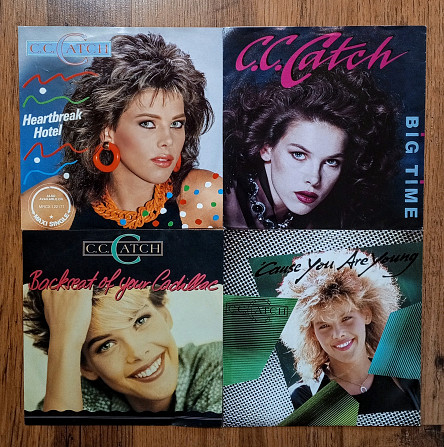 C.C. CATCH
Heartbreak
Hotel
MAXI SINGLE
C.C. Catch
BIG TIME
C.C. CATCH
Backseat of your Cadillac
'Cause You Are Young
C.C. CATCH